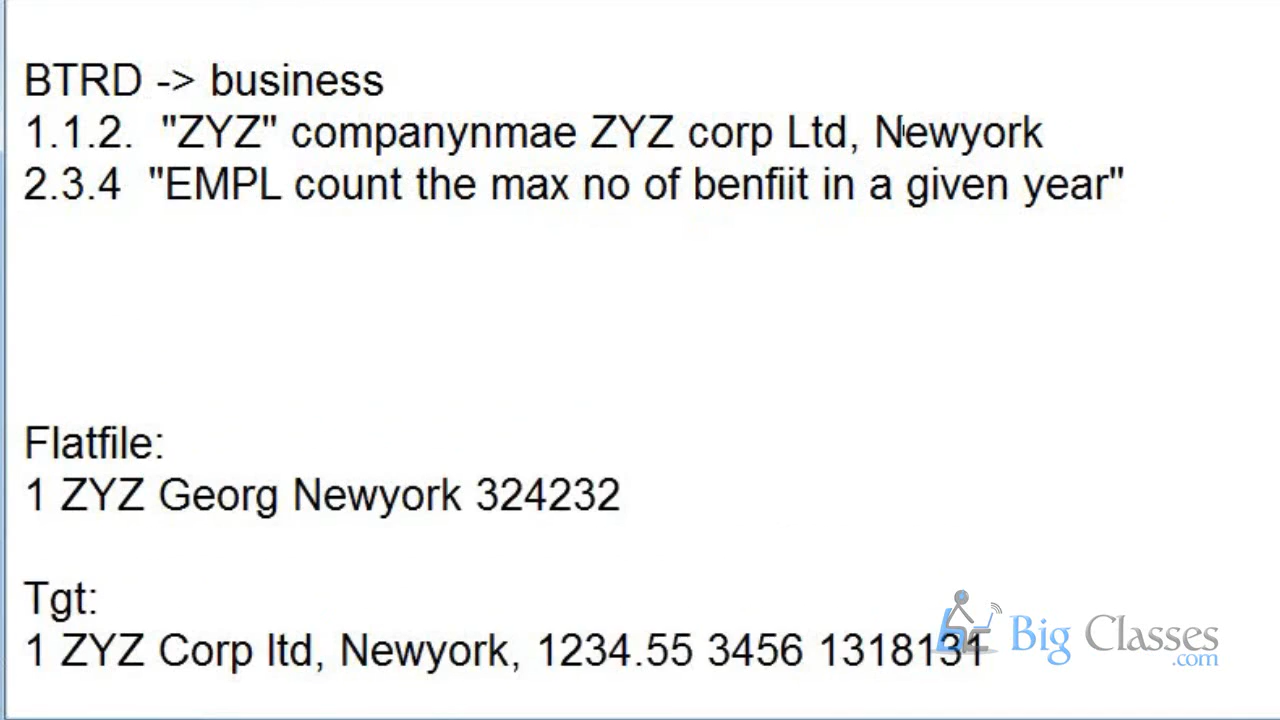 BTRD -> business
1.1.2. "ZYZ" companynmae ZYZ corp Ltd, Newyork
2.3.4 "EMPL count the max no of benfiit in a given year"
Flatfile:
1 ZYZ Georg Newyork 324232
Tgt:
1 ZYZ Corp ltd, Newyork, 1234.55 3456 1318131
Big Classes
.com